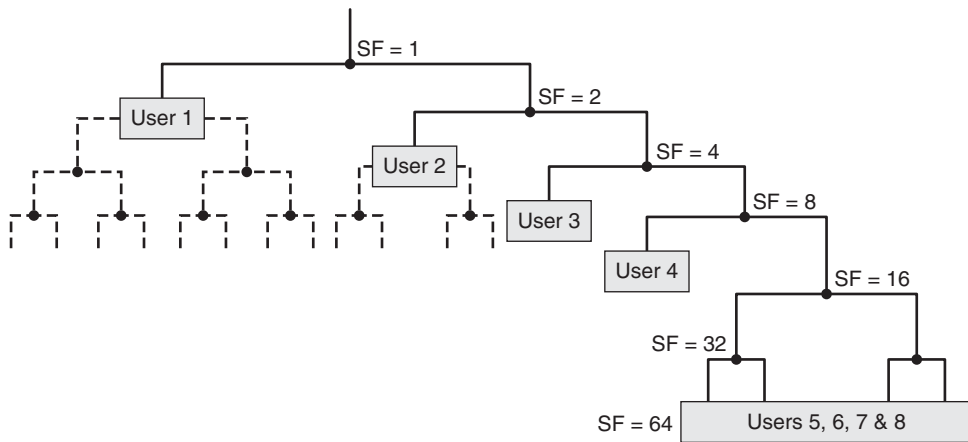 SF = 1
User 1
SF = 2
User 2
SF = 4
User 3
SF = 8
User 4
SF = 16
SF = 32
SF = 64
Users 5, 6, 7 & 8